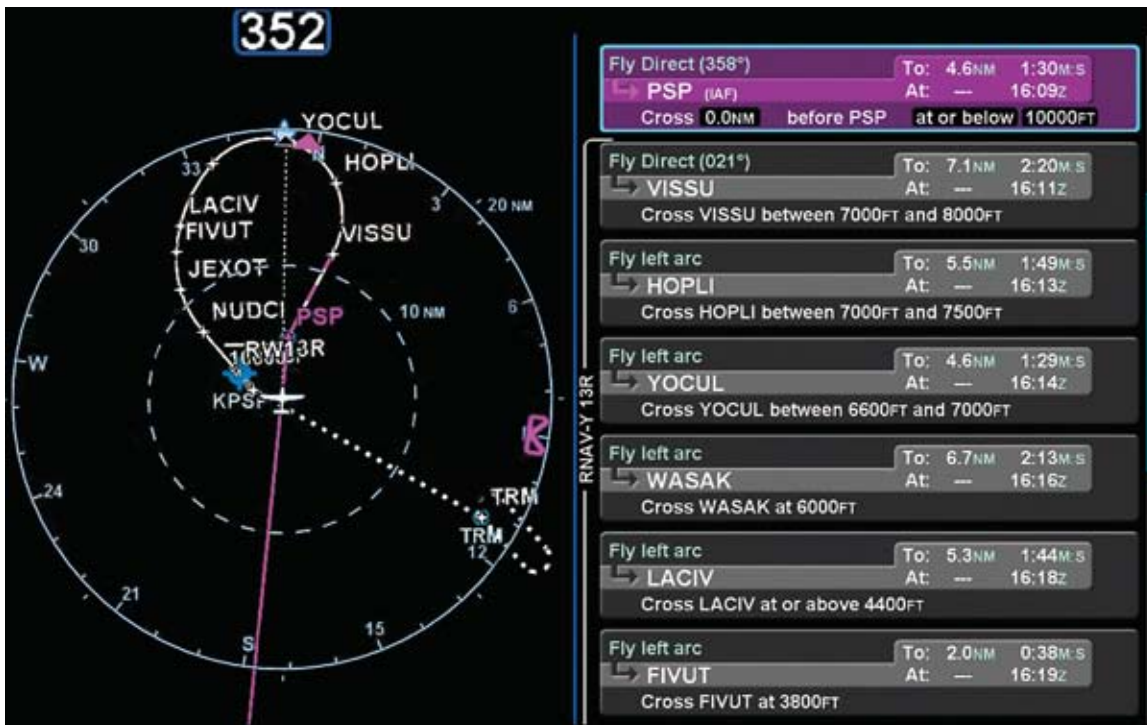 352
YOCUL
N
HOPLI
33
3
20 NM
LACIV
FIVUT
VISSU
30
JEXOT
6
NUDCI
PSP
10 NM
RW13R
W
KPSP
24
TRM
TRM
12
21
15
S
Fly Direct (358°)
To: 4.6NM 1:30M:S
PSP (IAF)
At: --- 16:09Z
Cross 0.0NM before PSP at or below 10000FT
RNAV-Y 13R
Fly Direct (021°)
To: 7.1NM 2:20M:S
VISSU
At: --- 16:11Z
Cross VISSU between 7000FT and 8000FT
Fly left arc
To: 5.5NM 1:49M:S
HOPLI
At: --- 16:13Z
Cross HOPLI between 7000FT and 7500FT
Fly left arc
To: 4.6NM 1:29M:S
YOCUL
At: --- 16:14Z
Cross YOCUL between 6600FT and 7000FT
Fly left arc
To: 6.7NM 2:13M:S
WASAK
At: --- 16:16Z
Cross WASAK at 6000FT
Fly left arc
To: 5.3NM 1:44M:S
LACIV
At: --- 16:18Z
Cross LACIV at or above 4400FT
Fly left arc
To: 2.0NM 0:38M:S
FIVUT
At: --- 16:19Z
Cross FIVUT at 3800FT